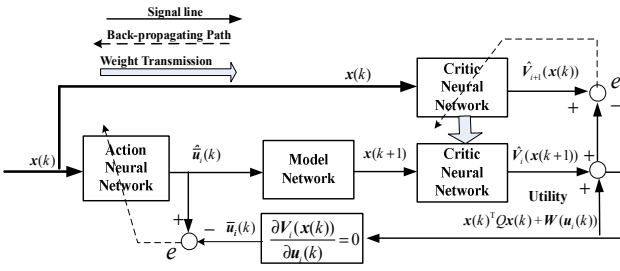 Signal line
Back-propagating Path
Weight Transmission
x(k)
Critic
Neural
Network
V̂ᵢ₊₁(x(k))
e
+
−
x(k)
Action
Neural
Network
û̄ᵢ(k)
Model
Network
x(k+1)
Critic
Neural
Network
V̂ᵢ(x(k+1))
+
+
Utility
x(k)ᵀQx(k)+W(uᵢ(k))
+
e
−
ūᵢ(k)
∂Vᵢ(x(k))
=0
∂uᵢ(k)